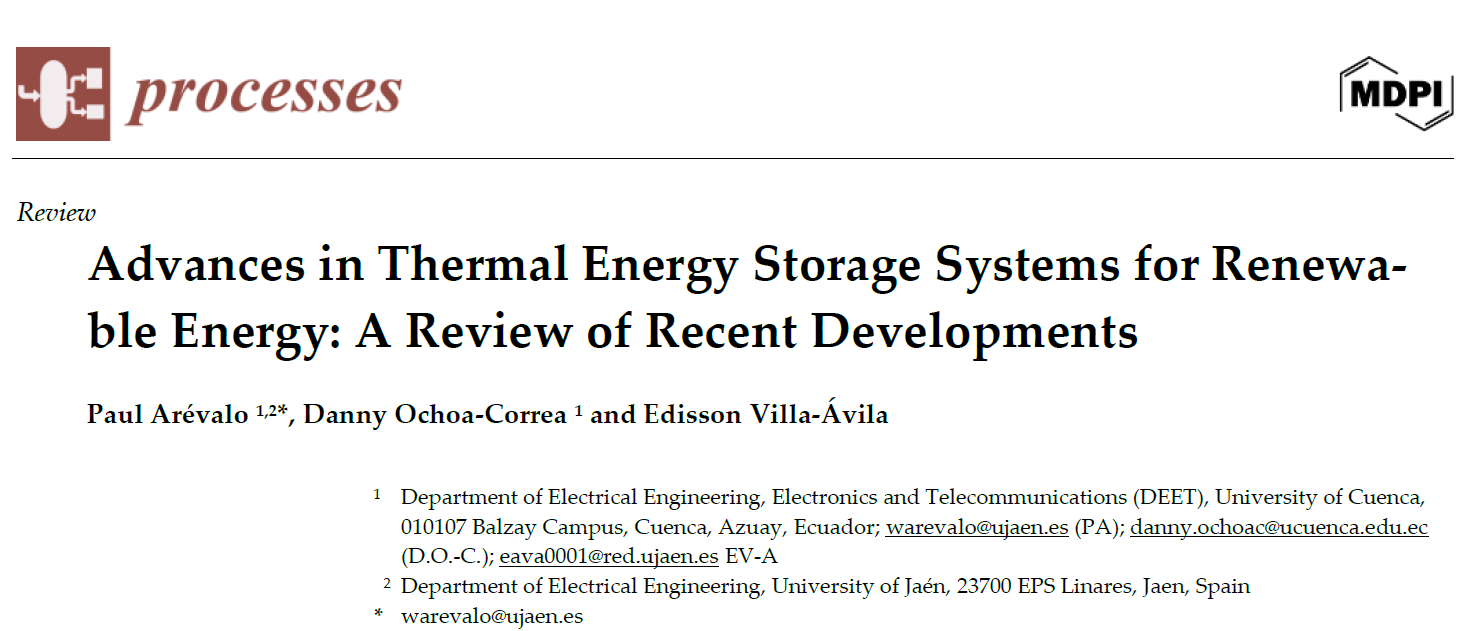 processes
MDPI
Review
Advances in Thermal Energy Storage Systems for Renewa-
ble Energy: A Review of Recent Developments
Paul Arévalo 1,2*, Danny Ochoa-Correa 1 and Edisson Villa-Ávila
1 Department of Electrical Engineering, Electronics and Telecommunications (DEET), University of Cuenca,
010107 Balzay Campus, Cuenca, Azuay, Ecuador; warevalo@ujaen.es (PA); danny.ochoac@ucuenca.edu.ec
(D.O.-C.); eava0001@red.ujaen.es EV-A
2 Department of Electrical Engineering, University of Jaén, 23700 EPS Linares, Jaen, Spain
* warevalo@ujaen.es